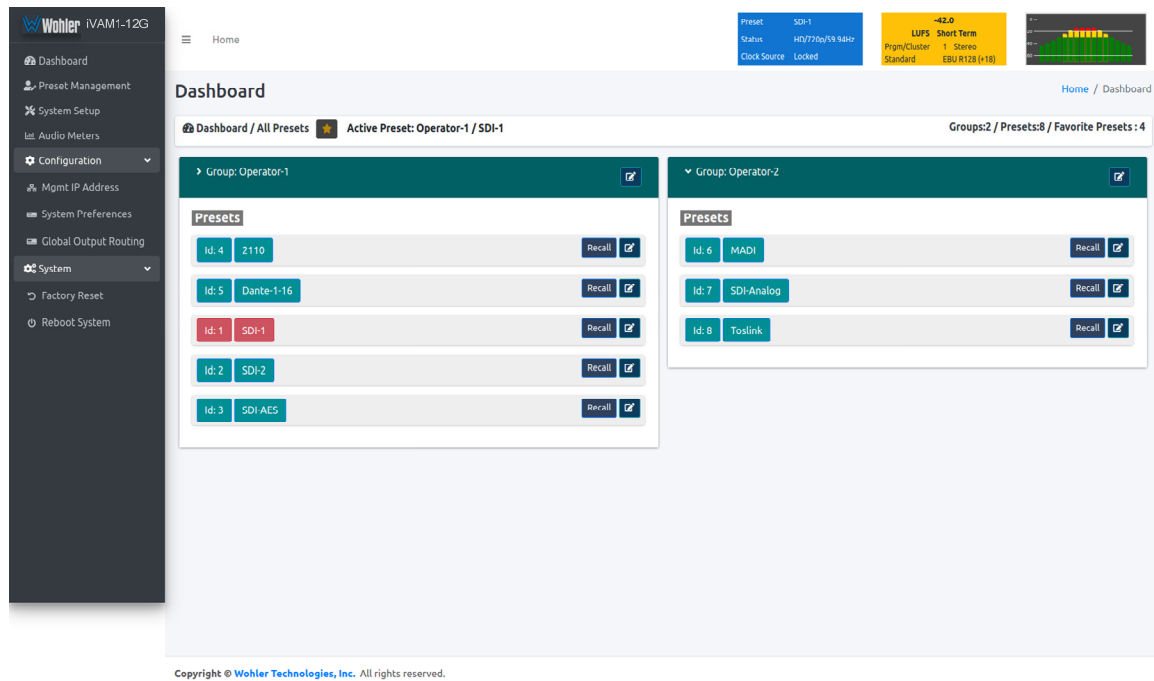 Wohler iVAM1-12G
Dashboard
Preset Management
System Setup
Audio Meters
Configuration
Mgmt IP Address
System Preferences
Global Output Routing
System
Factory Reset
Reboot System
Home
Preset SDI-1
Status HD/720p/59.94Hz
Clock Source Locked
-42.0
LUFS Short Term
Prgm/Cluster 1 Stereo
Standard EBU R128 (+18)
Dashboard
Home / Dashboard
Dashboard / All Presets Active Preset: Operator-1 / SDI-1
Groups:2 / Presets:8 / Favorite Presets : 4
Group: Operator-1
Presets
Id: 4 2110 Recall
Id: 5 Dante-1-16 Recall
Id: 1 SDI-1 Recall
Id: 2 SDI-2 Recall
Id: 3 SDI-AES Recall
Group: Operator-2
Presets
Id: 6 MADI Recall
Id: 7 SDI-Analog Recall
Id: 8 Toslink Recall
Copyright © Wohler Technologies, Inc. All rights reserved.